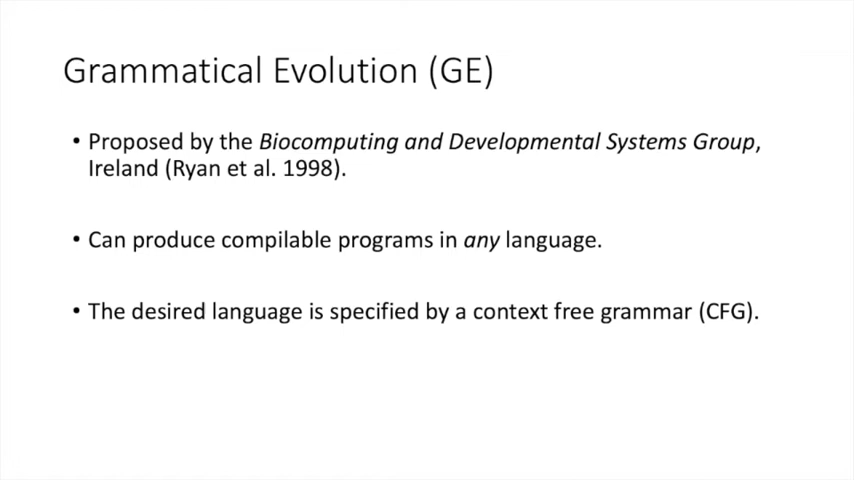 Grammatical Evolution (GE)
• Proposed by the Biocomputing and Developmental Systems Group,
Ireland (Ryan et al. 1998).
• Can produce compilable programs in any language.
• The desired language is specified by a context free grammar (CFG).